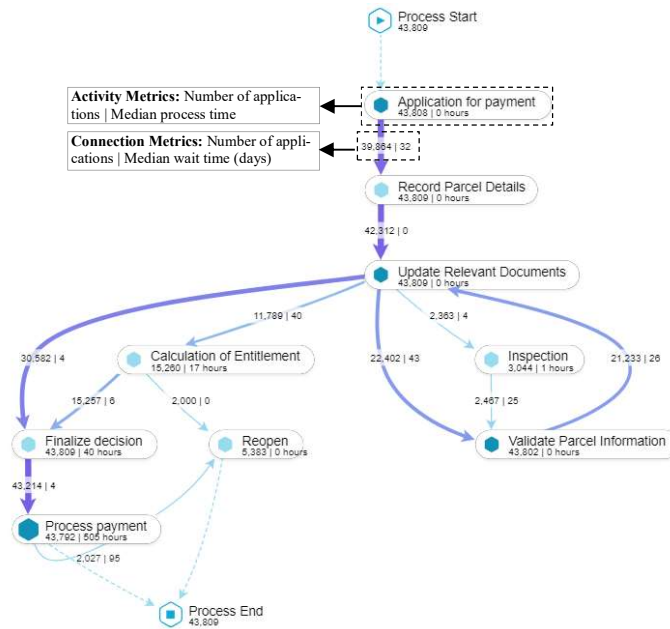 Process Start
43,809
Activity Metrics: Number of applica-
tions | Median process time
Application for payment
43,808 | 0 hours
Connection Metrics: Number of appli-
cations | Median wait time (days)
39,864 | 32
Record Parcel Details
43,809 | 0 hours
42,312 | 0
Update Relevant Documents
43,809 | 0 hours
11,789 | 40
2,363 | 4
30,582 | 4
Calculation of Entitlement
15,260 | 17 hours
22,402 | 43
Inspection
3,044 | 1 hours
21,233 | 26
15,257 | 6
2,000 | 0
2,467 | 25
Finalize decision
43,809 | 40 hours
Reopen
5,383 | 0 hours
Validate Parcel Information
43,802 | 0 hours
43,214 | 4
Process payment
43,792 | 505 hours
2,027 | 95
Process End
43,809